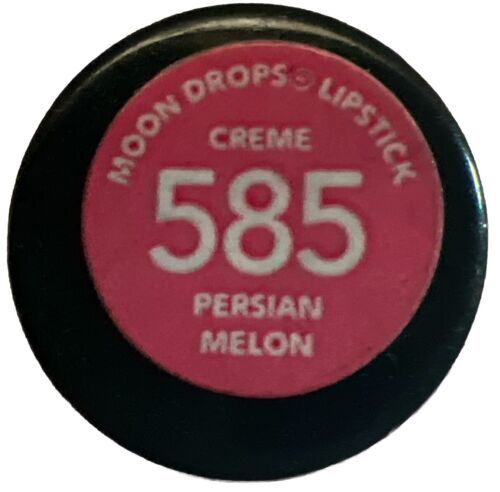 MOON DROPS® LIPSTICK
CREME
585
PERSIAN
MELON